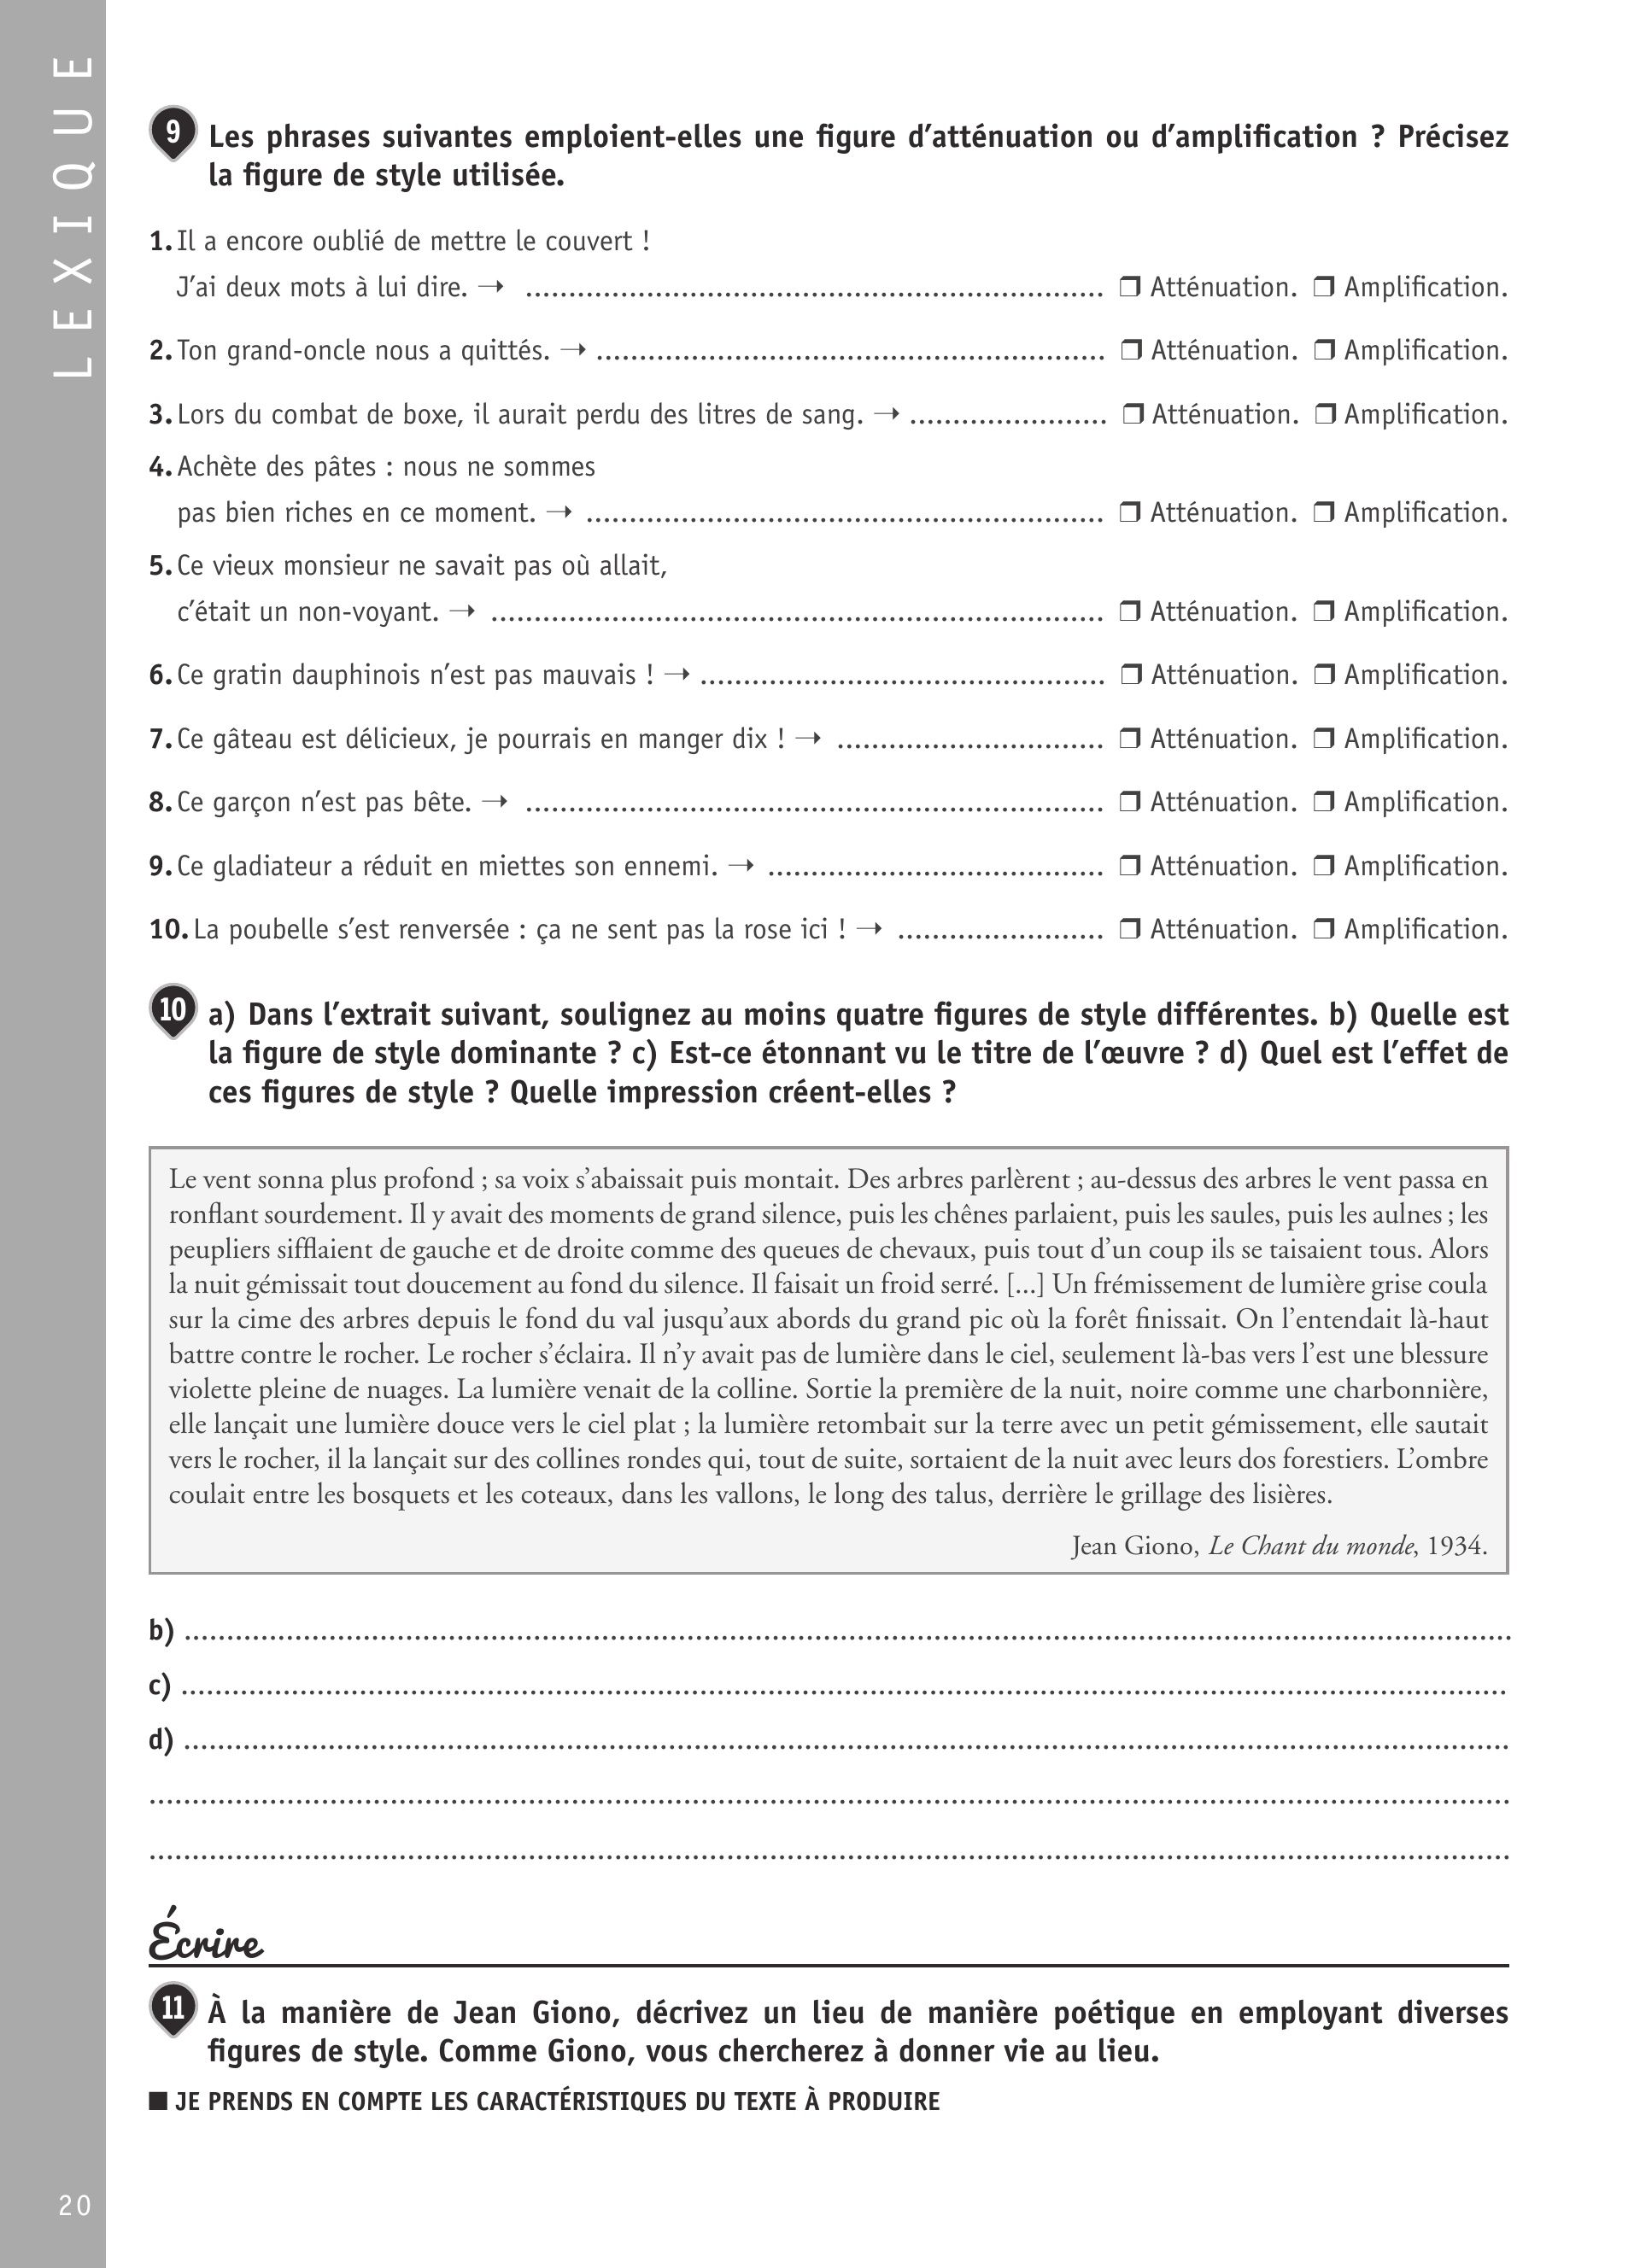 LEXIQUE
9 Les phrases suivantes emploient-elles une figure d’atténuation ou d’amplification ? Précisez
la figure de style utilisée.
1. Il a encore oublié de mettre le couvert !
J’ai deux mots à lui dire. → .................................................................... ❒ Atténuation. ❒ Amplification.
2. Ton grand-oncle nous a quittés. → ............................................................ ❒ Atténuation. ❒ Amplification.
3. Lors du combat de boxe, il aurait perdu des litres de sang. → ....................... ❒ Atténuation. ❒ Amplification.
4. Achète des pâtes : nous ne sommes
pas bien riches en ce moment. → ............................................................. ❒ Atténuation. ❒ Amplification.
5. Ce vieux monsieur ne savait pas où allait,
c’était un non-voyant. → ........................................................................ ❒ Atténuation. ❒ Amplification.
6. Ce gratin dauphinois n’est pas mauvais ! → ............................................... ❒ Atténuation. ❒ Amplification.
7. Ce gâteau est délicieux, je pourrais en manger dix ! → ............................... ❒ Atténuation. ❒ Amplification.
8. Ce garçon n’est pas bête. → .................................................................... ❒ Atténuation. ❒ Amplification.
9. Ce gladiateur a réduit en miettes son ennemi. → ....................................... ❒ Atténuation. ❒ Amplification.
10. La poubelle s’est renversée : ça ne sent pas la rose ici ! → ........................ ❒ Atténuation. ❒ Amplification.
10 a) Dans l’extrait suivant, soulignez au moins quatre figures de style différentes. b) Quelle est
la figure de style dominante ? c) Est-ce étonnant vu le titre de l’œuvre ? d) Quel est l’effet de
ces figures de style ? Quelle impression créent-elles ?
Le vent sonna plus profond ; sa voix s’abaissait puis montait. Des arbres parlèrent ; au-dessus des arbres le vent passa en
ronflant sourdement. Il y avait des moments de grand silence, puis les chênes parlaient, puis les saules, puis les aulnes ; les
peupliers sifflaient de gauche et de droite comme des queues de chevaux, puis tout d’un coup ils se taisaient tous. Alors
la nuit gémissait tout doucement au fond du silence. Il faisait un froid serré. [...] Un frémissement de lumière grise coula
sur la cime des arbres depuis le fond du val jusqu’aux abords du grand pic où la forêt finissait. On l’entendait là-haut
battre contre le rocher. Le rocher s’éclaira. Il n’y avait pas de lumière dans le ciel, seulement là-bas vers l’est une blessure
violette pleine de nuages. La lumière venait de la colline. Sortie la première de la nuit, noire comme une charbonnière,
elle lançait une lumière douce vers le ciel plat ; la lumière retombait sur la terre avec un petit gémissement, elle sautait
vers le rocher, il la lançait sur des collines rondes qui, tout de suite, sortaient de la nuit avec leurs dos forestiers. L’ombre
coulait entre les bosquets et les coteaux, dans les vallons, le long des talus, derrière le grillage des lisières.
Jean Giono, Le Chant du monde, 1934.
b) ............................................................................................................................................................
c) ............................................................................................................................................................
d) ............................................................................................................................................................
................................................................................................................................................................
................................................................................................................................................................
Écrire
11 À la manière de Jean Giono, décrivez un lieu de manière poétique en employant diverses
figures de style. Comme Giono, vous chercherez à donner vie au lieu.
■ JE PRENDS EN COMPTE LES CARACTÉRISTIQUES DU TEXTE À PRODUIRE
20